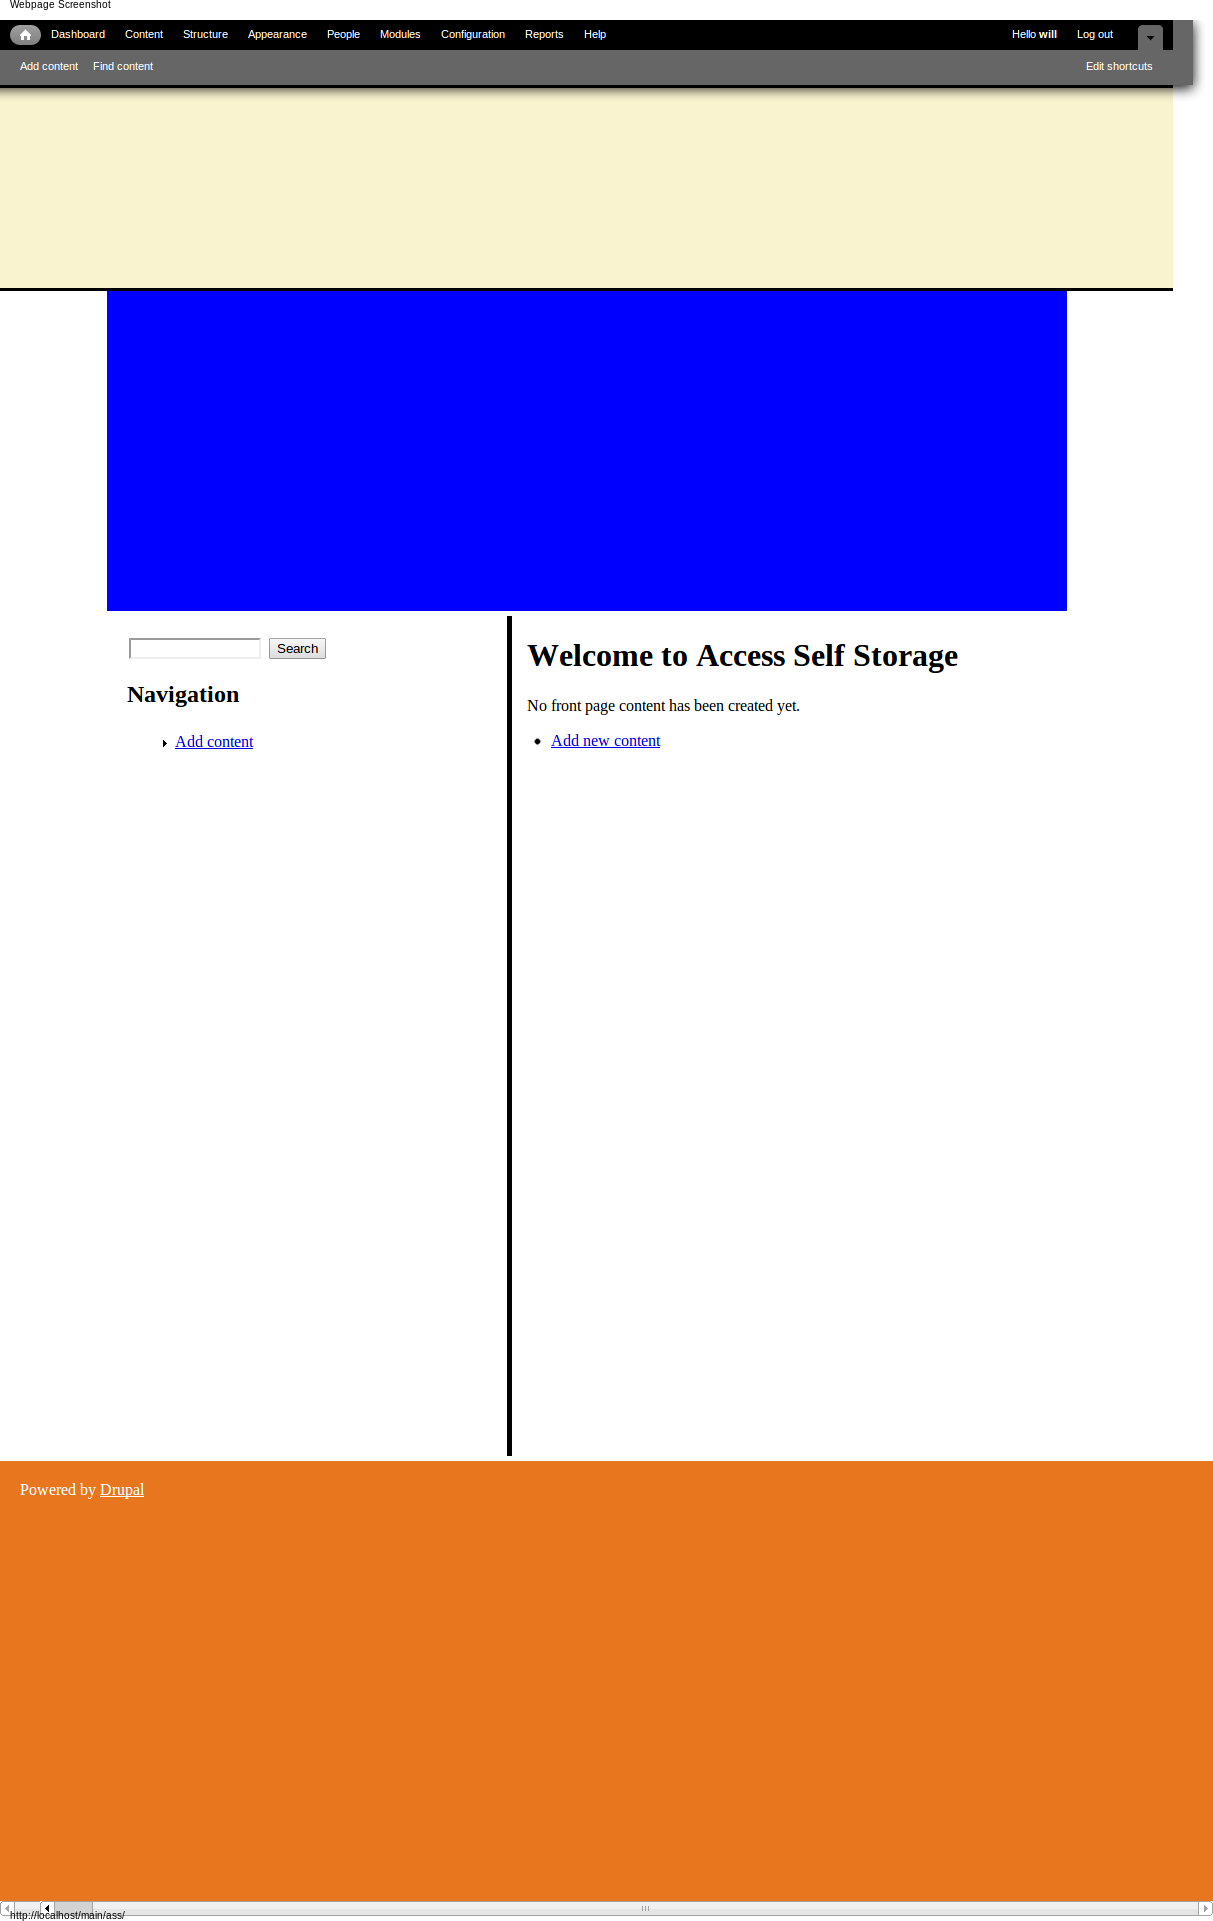 Webpage Screenshot
Dashboard Content Structure Appearance People Modules Configuration Reports Help Hello will Log out
Add content Find content Edit shortcuts
Search
Welcome to Access Self Storage
Navigation
No front page content has been created yet.
Add content
Add new content
Powered by Drupal
http://localhost/main/ass/